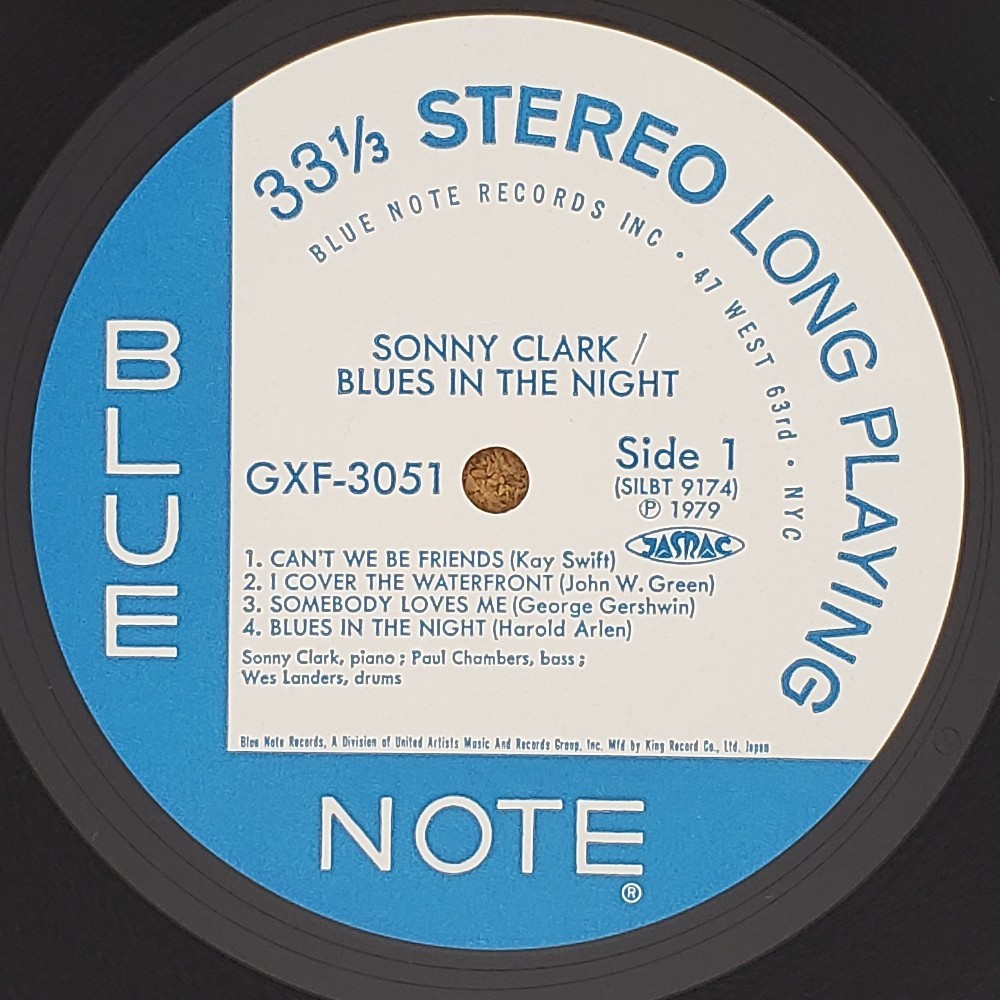 33⅓ STEREO LONG PLAYING
BLUE NOTE RECORDS INC • 47 WEST 63rd • NYC
SONNY CLARK /
BLUES IN THE NIGHT
GXF-3051
Side 1
(SILBT 9174)
℗ 1979
JASRAC
1. CAN'T WE BE FRIENDS (Kay Swift)
2. I COVER THE WATERFRONT (John W. Green)
3. SOMEBODY LOVES ME (George Gershwin)
4. BLUES IN THE NIGHT (Harold Arlen)
Sonny Clark, piano ; Paul Chambers, bass ;
Wes Landers, drums
Blue Note Records, A Division of United Artists Music And Records Group, Inc. Mfd by King Record Co., Ltd. Japan
BLUE
NOTE
®